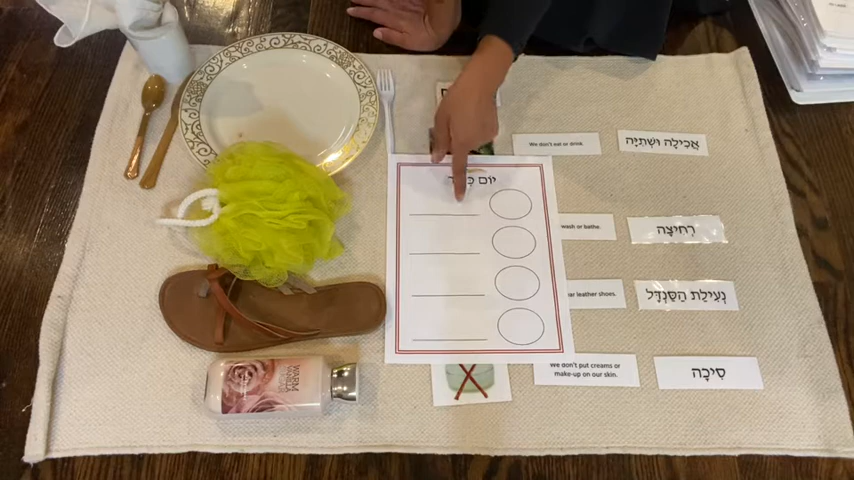 We don't eat or drink.
אֲכִילָה וּשְׁתִיָּה
יוֹם
wash or bathe.
רְחִיצָה
ar leather shoes.
נְעִילַת הַסַּנְדָּל
We don't put creams or
make-up on our skin.
סִיכָה
WARM
VANILLA
SUGAR